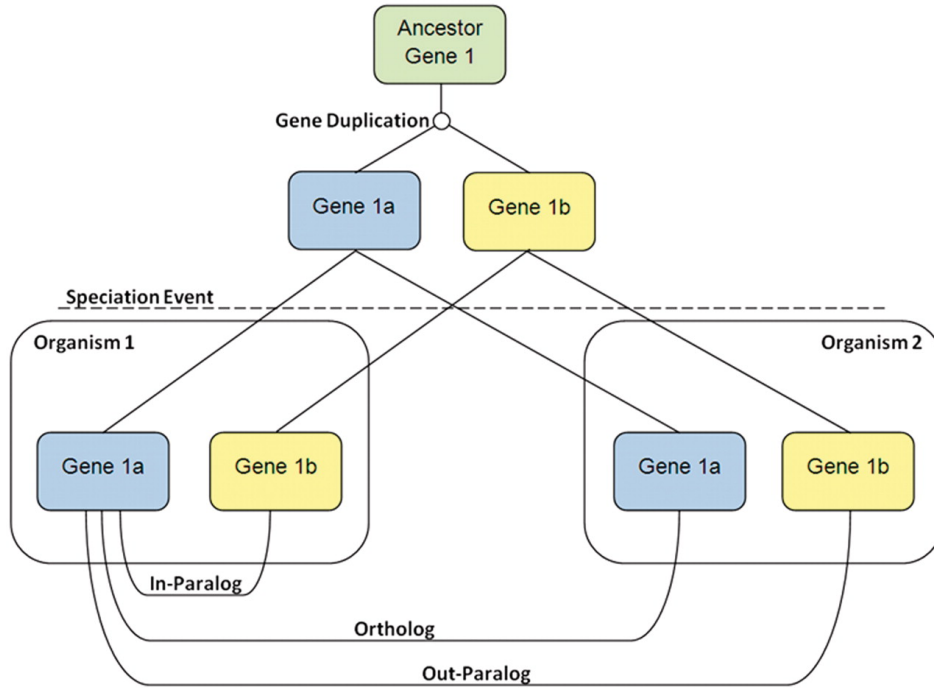 Ancestor
Gene 1
Gene Duplication
Gene 1a
Gene 1b
Speciation Event
Organism 1
Organism 2
Gene 1a
Gene 1b
Gene 1a
Gene 1b
In-Paralog
Ortholog
Out-Paralog